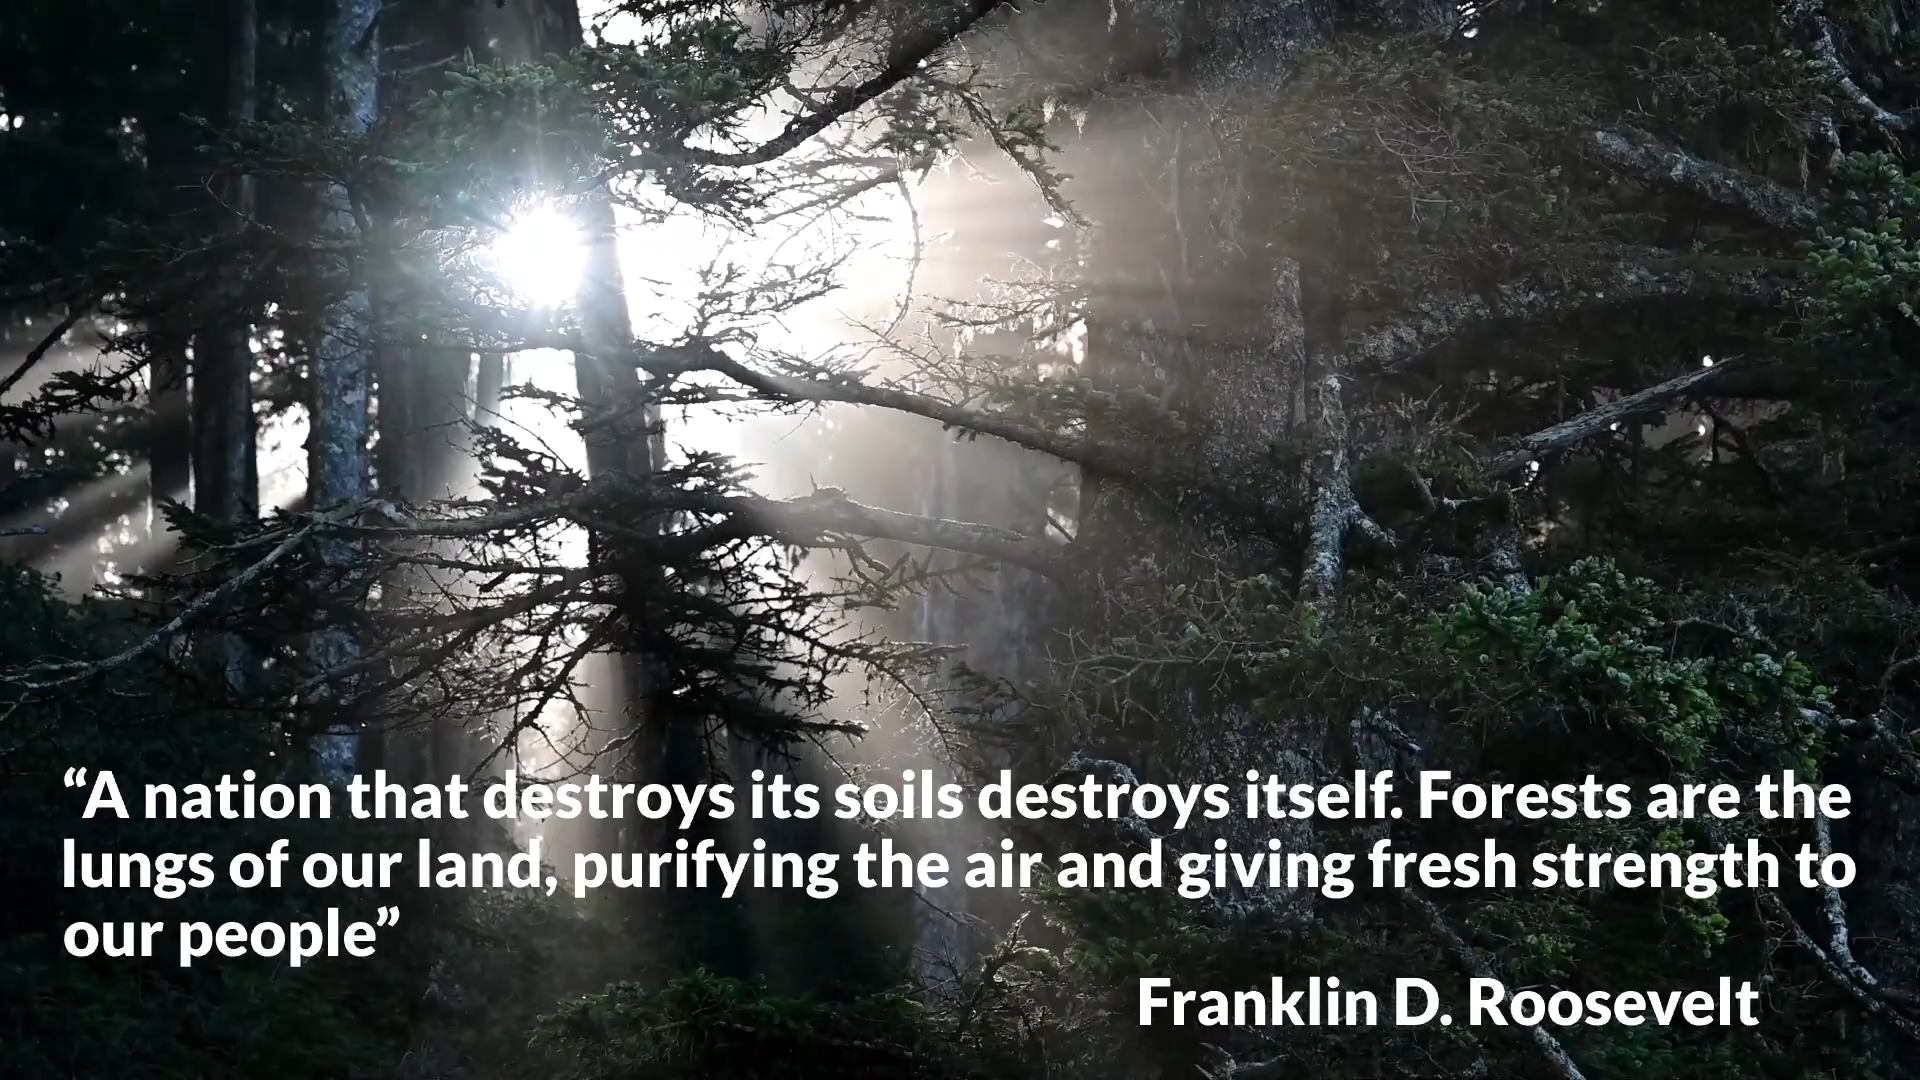 “A nation that destroys its soils destroys itself. Forests are the
lungs of our land, purifying the air and giving fresh strength to
our people”
Franklin D. Roosevelt